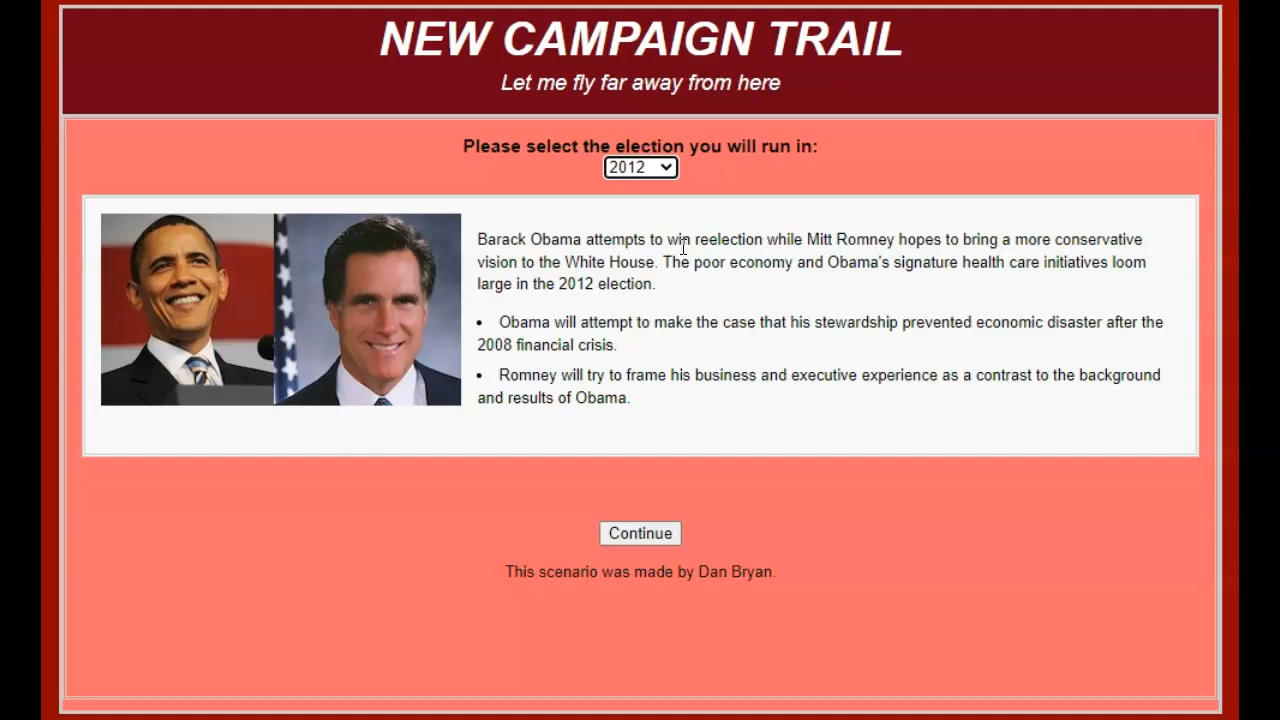 NEW CAMPAIGN TRAIL
Let me fly far away from here
Please select the election you will run in:
2012
Barack Obama attempts to win reelection while Mitt Romney hopes to bring a more conservative
vision to the White House. The poor economy and Obama's signature health care initiatives loom
large in the 2012 election.
• Obama will attempt to make the case that his stewardship prevented economic disaster after the
2008 financial crisis.
• Romney will try to frame his business and executive experience as a contrast to the background
and results of Obama.
Continue
This scenario was made by Dan Bryan.